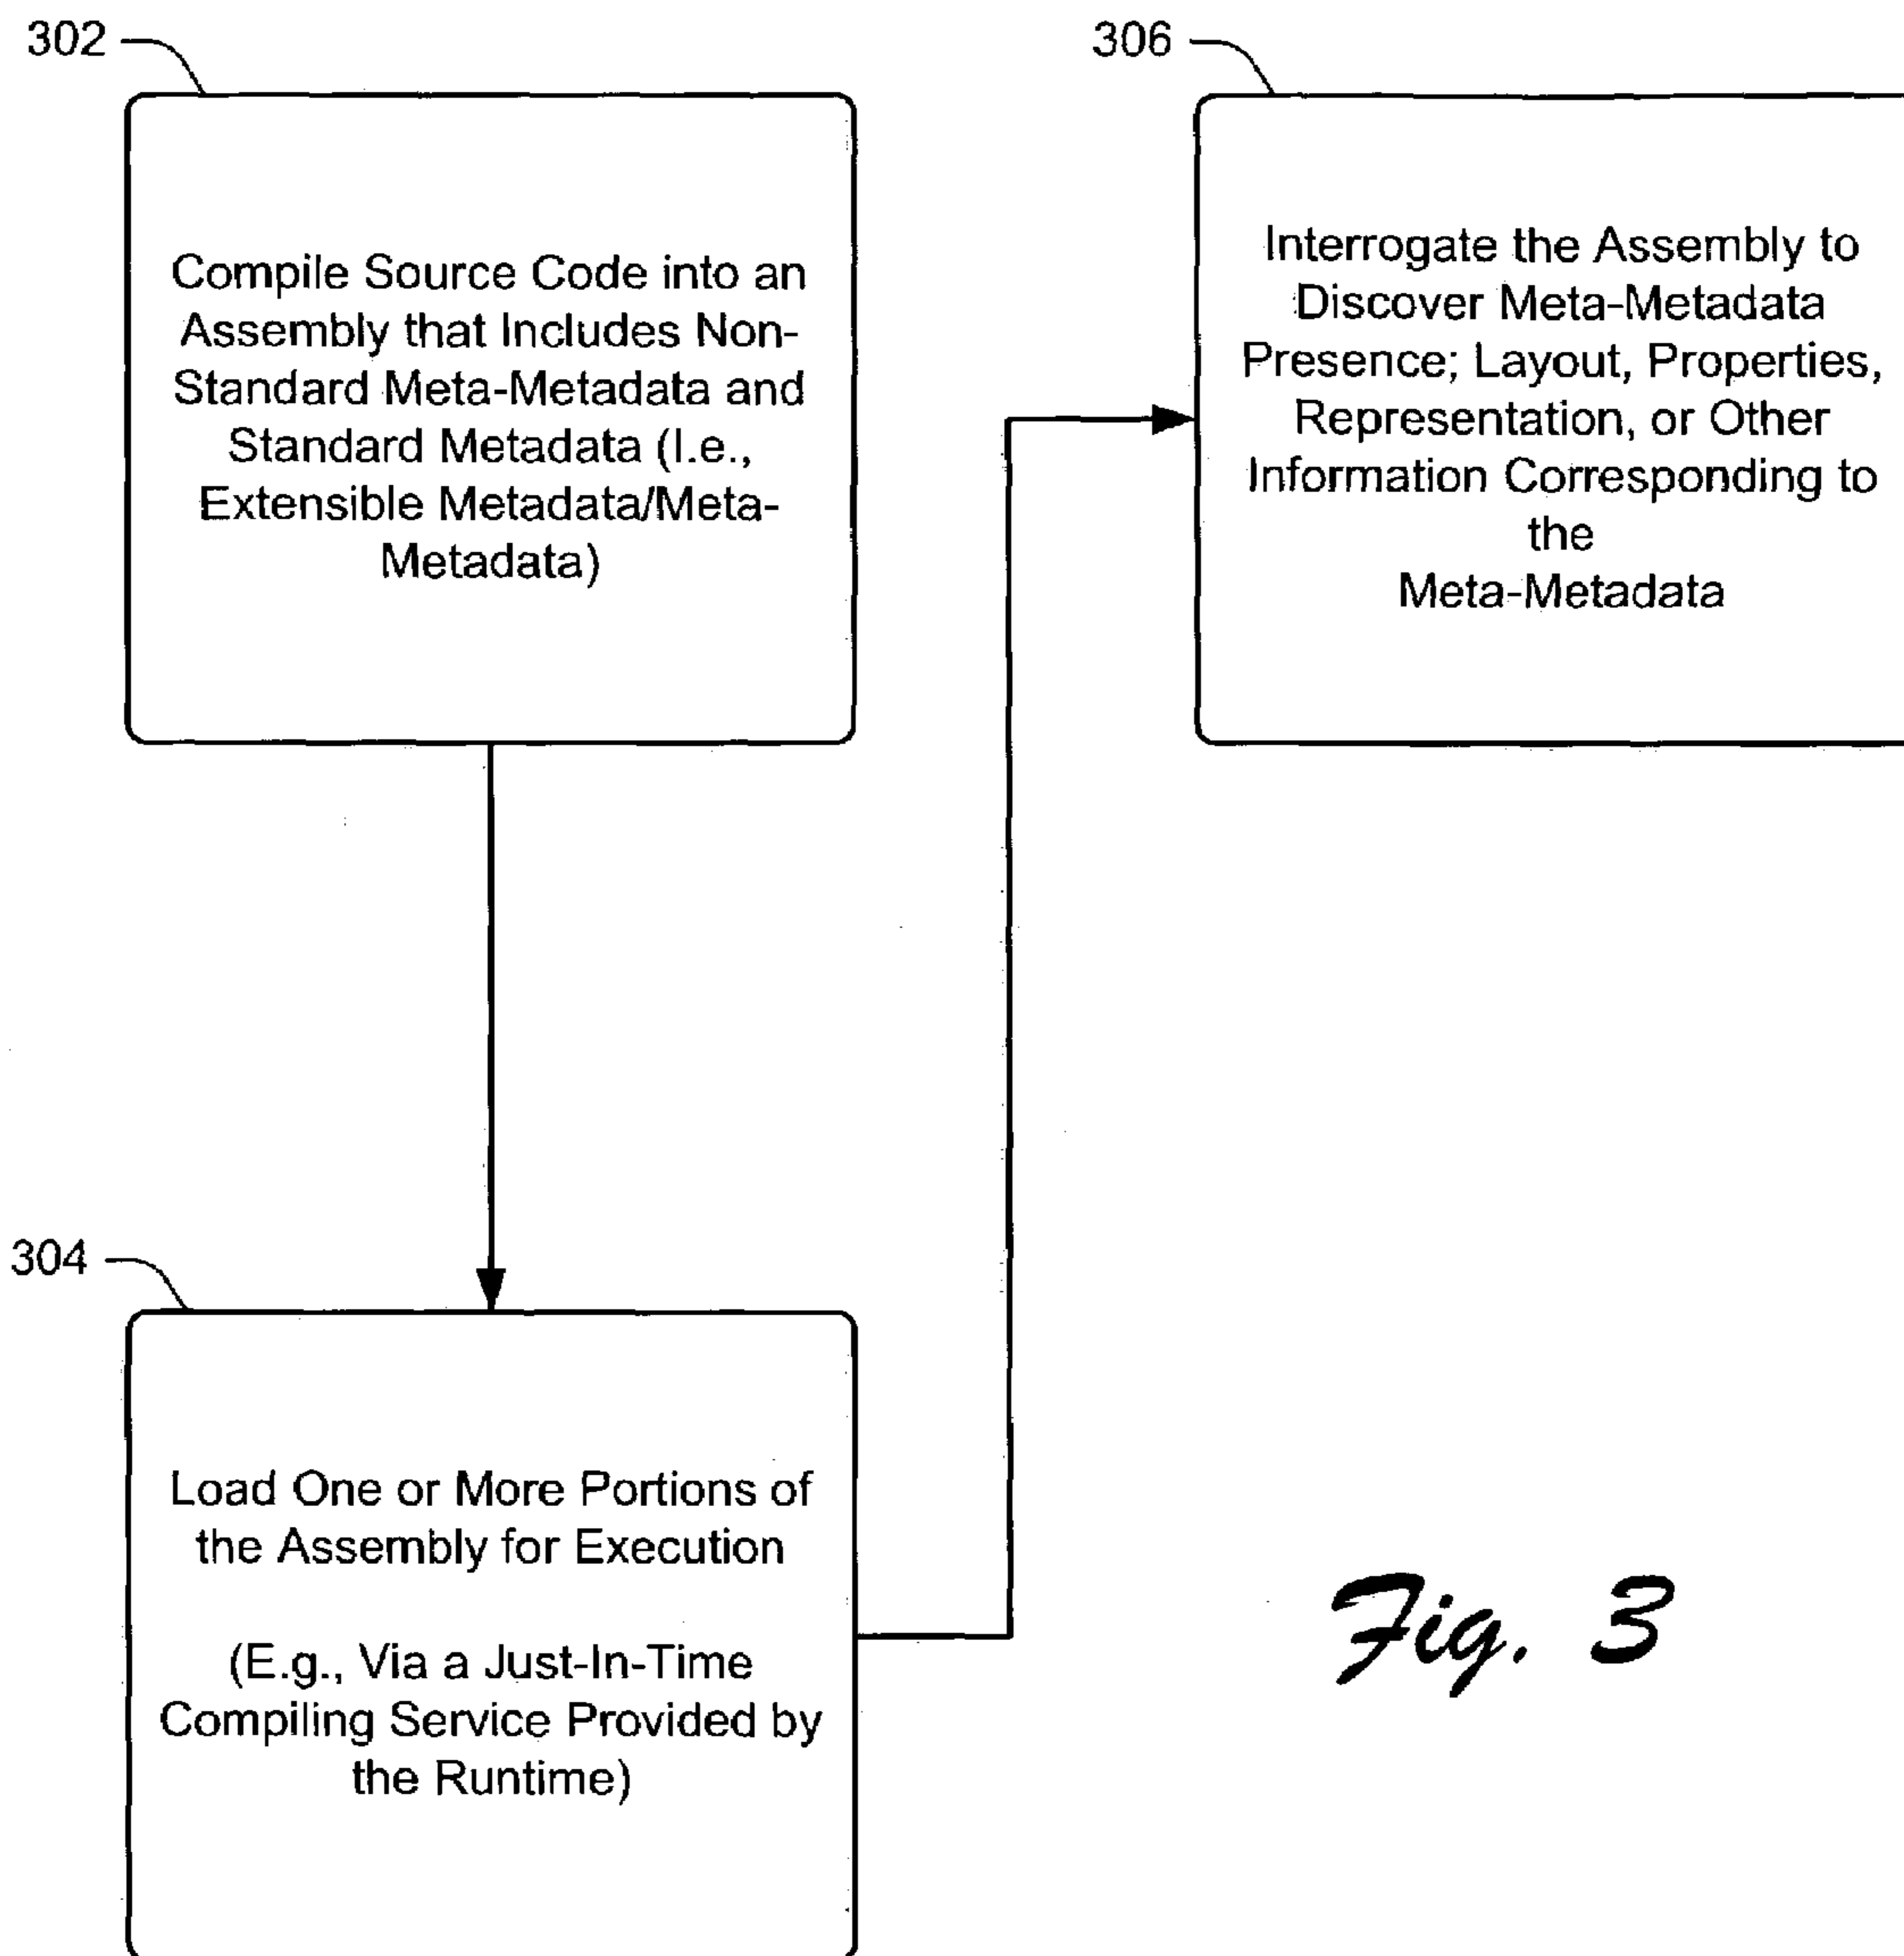 302
Compile Source Code into an
Assembly that Includes Non-
Standard Meta-Metadata and
Standard Metadata (I.e.,
Extensible Metadata/Meta-
Metadata)
304
Load One or More Portions of
the Assembly for Execution
(E.g., Via a Just-In-Time
Compiling Service Provided by
the Runtime)
306
Interrogate the Assembly to
Discover Meta-Metadata
Presence; Layout, Properties,
Representation, or Other
Information Corresponding to
the
Meta-Metadata
Fig. 3